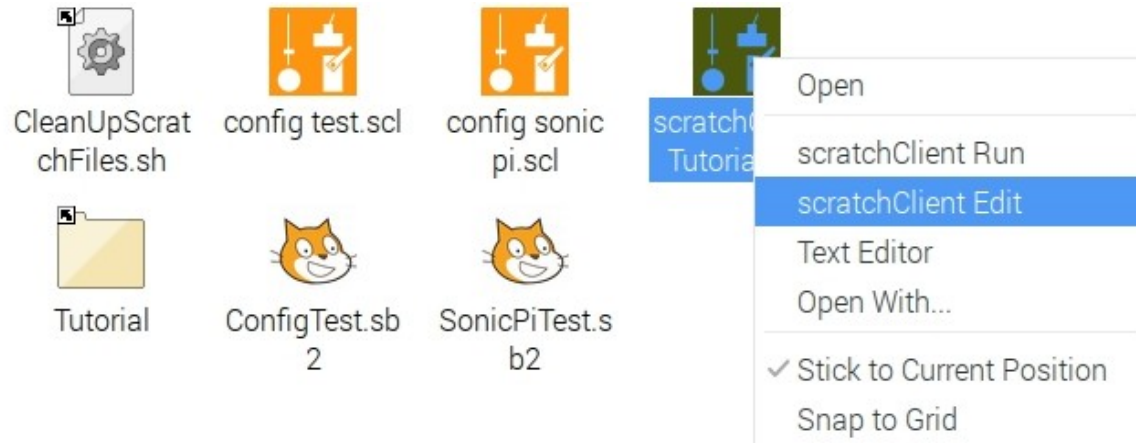 CleanUpScrat
chFiles.sh
config test.scl
config sonic
pi.scl
scratch
Tutoria
Tutorial
ConfigTest.sb
2
SonicPiTest.s
b2
Open
scratchClient Run
scratchClient Edit
Text Editor
Open With...
Stick to Current Position
Snap to Grid